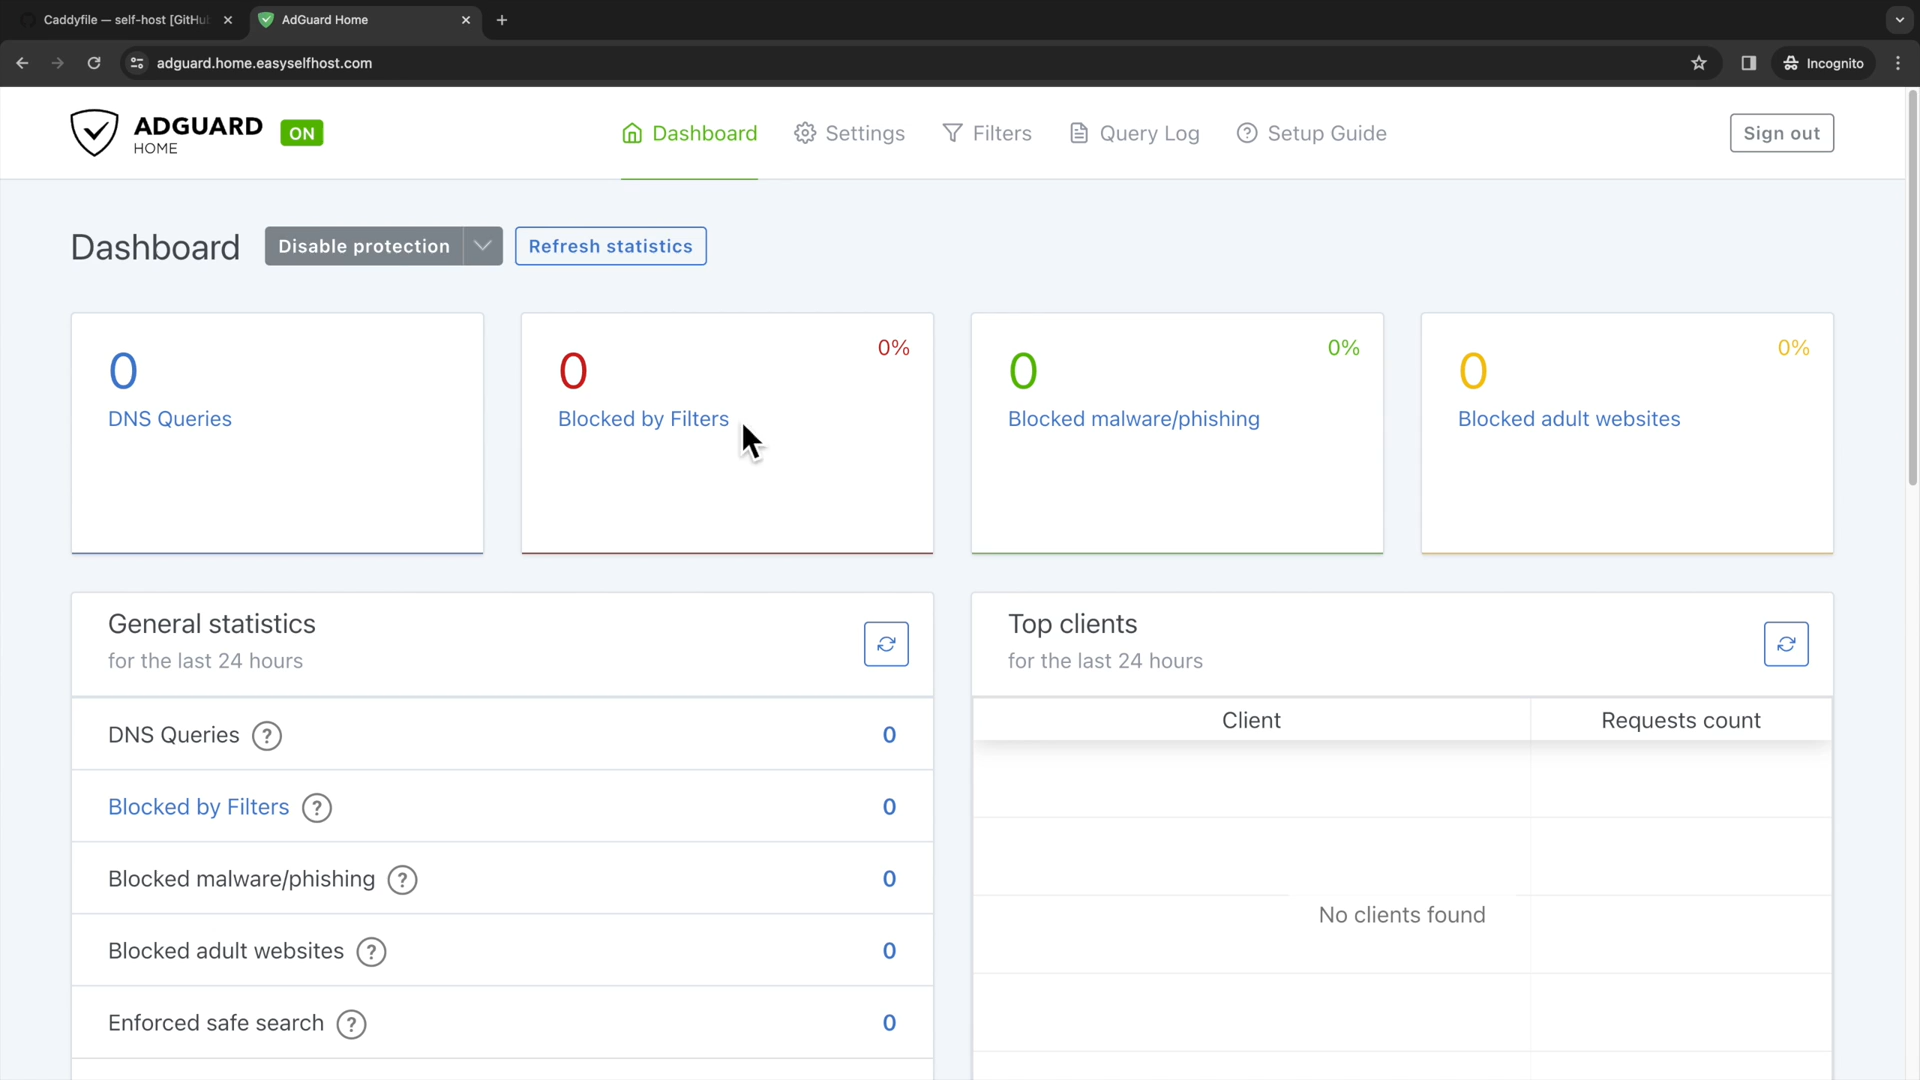 Caddyfile — self-host [GitHu
AdGuard Home
adguard.home.easyselfhost.com
Incognito
ADGUARD
HOME
ON
Dashboard
Settings
Filters
Query Log
Setup Guide
Sign out
Dashboard
Disable protection
Refresh statistics
0
DNS Queries
0
0%
Blocked by Filters
0
0%
Blocked malware/phishing
0
0%
Blocked adult websites
General statistics
for the last 24 hours
DNS Queries ? 0
Blocked by Filters ? 0
Blocked malware/phishing ? 0
Blocked adult websites ? 0
Enforced safe search ? 0
Top clients
for the last 24 hours
Client Requests count
No clients found